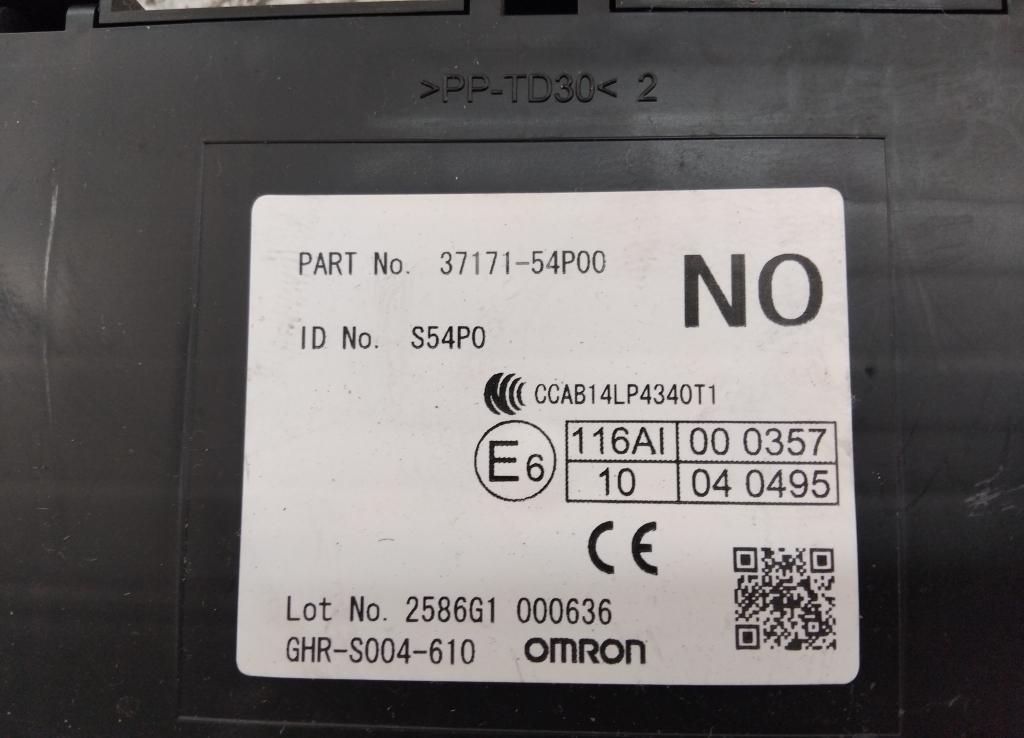 >PP-TD30< 2
PART No. 37171-54P00
NO
ID No. S54P0
CCAB14LP4340T1
E6
116AI 00 0357
10 04 0495
CE
Lot No. 2586G1 000636
GHR-S004-610 OMRON